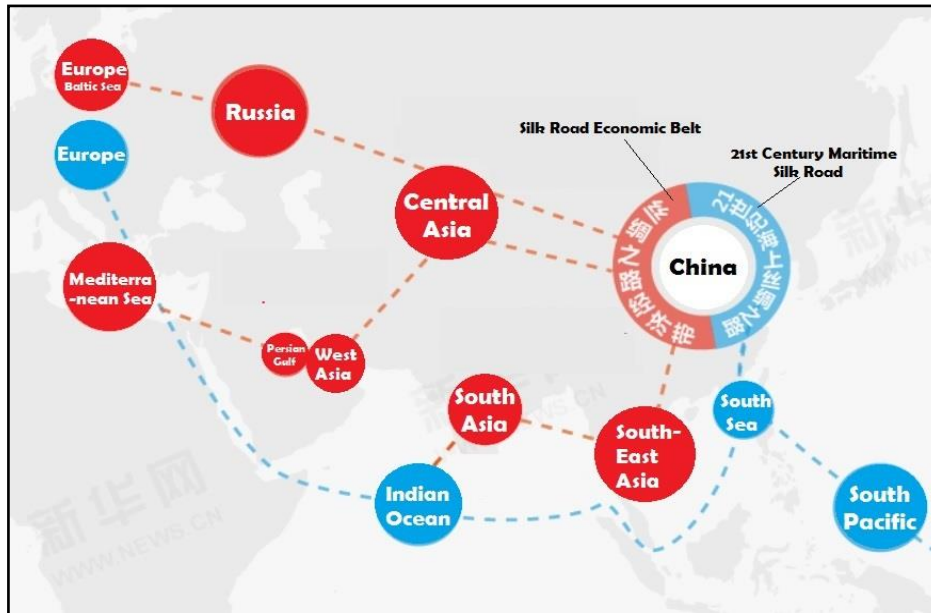 Europe
Baltic Sea
Russia
Europe
Silk Road Economic Belt
21st Century Maritime
Silk Road
Central
Asia
丝绸之路经济带
21世纪海上丝绸之路
China
Mediterra
-nean Sea
Persian
Gulf
West
Asia
South
Asia
South-
East
Asia
South
Sea
Indian
Ocean
South
Pacific
新华网
WWW.NEWS.CN